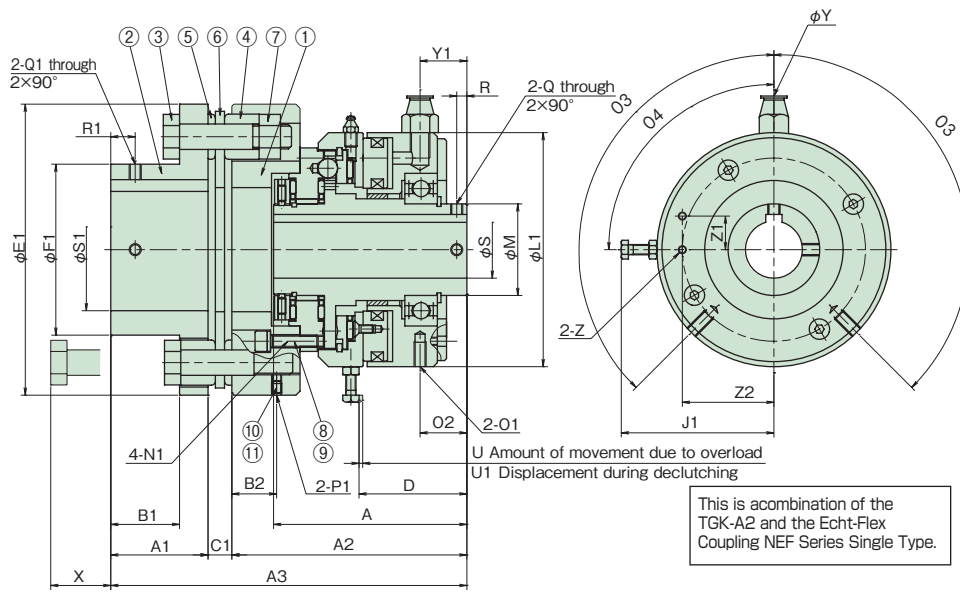 ② ③ ⑤ ⑥ ④ ⑦ ①
2-Q1 through
2×90°
R1
Y1
R
2-Q through
2×90°
φY
O3
O4
O3
φE1
φF1
φS1
φS
φM
φL1
Z1
2-Z
Z2
J1
⑩
⑪
⑧
⑨
4-N1
B2
2-P1
O2
2-O1
D
U Amount of movement due to overload
U1 Displacement during declutching
B1
A
A1
C1
A2
X
A3
This is acombination of the
TGK-A2 and the Echt-Flex
Coupling NEF Series Single Type.